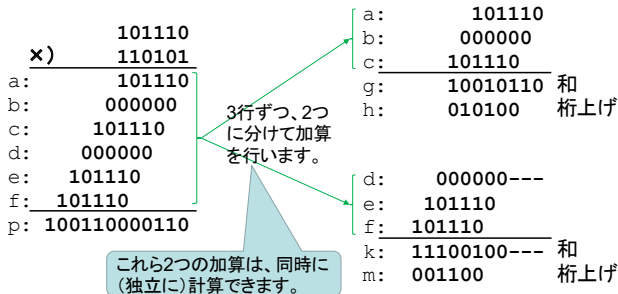 101110
×) 110101
a: 101110
b: 000000
c: 101110
d: 000000
e: 101110
f: 101110
p: 100110000110
3行ずつ、2つ
に分けて加算
を行います。
これら2つの加算は、同時に
(独立に)計算できます。
a: 101110
b: 000000
c: 101110
g: 10010110 和
h: 010100 桁上げ
d: 000000---
e: 101110
f: 101110
k: 11100100--- 和
m: 001100 桁上げ